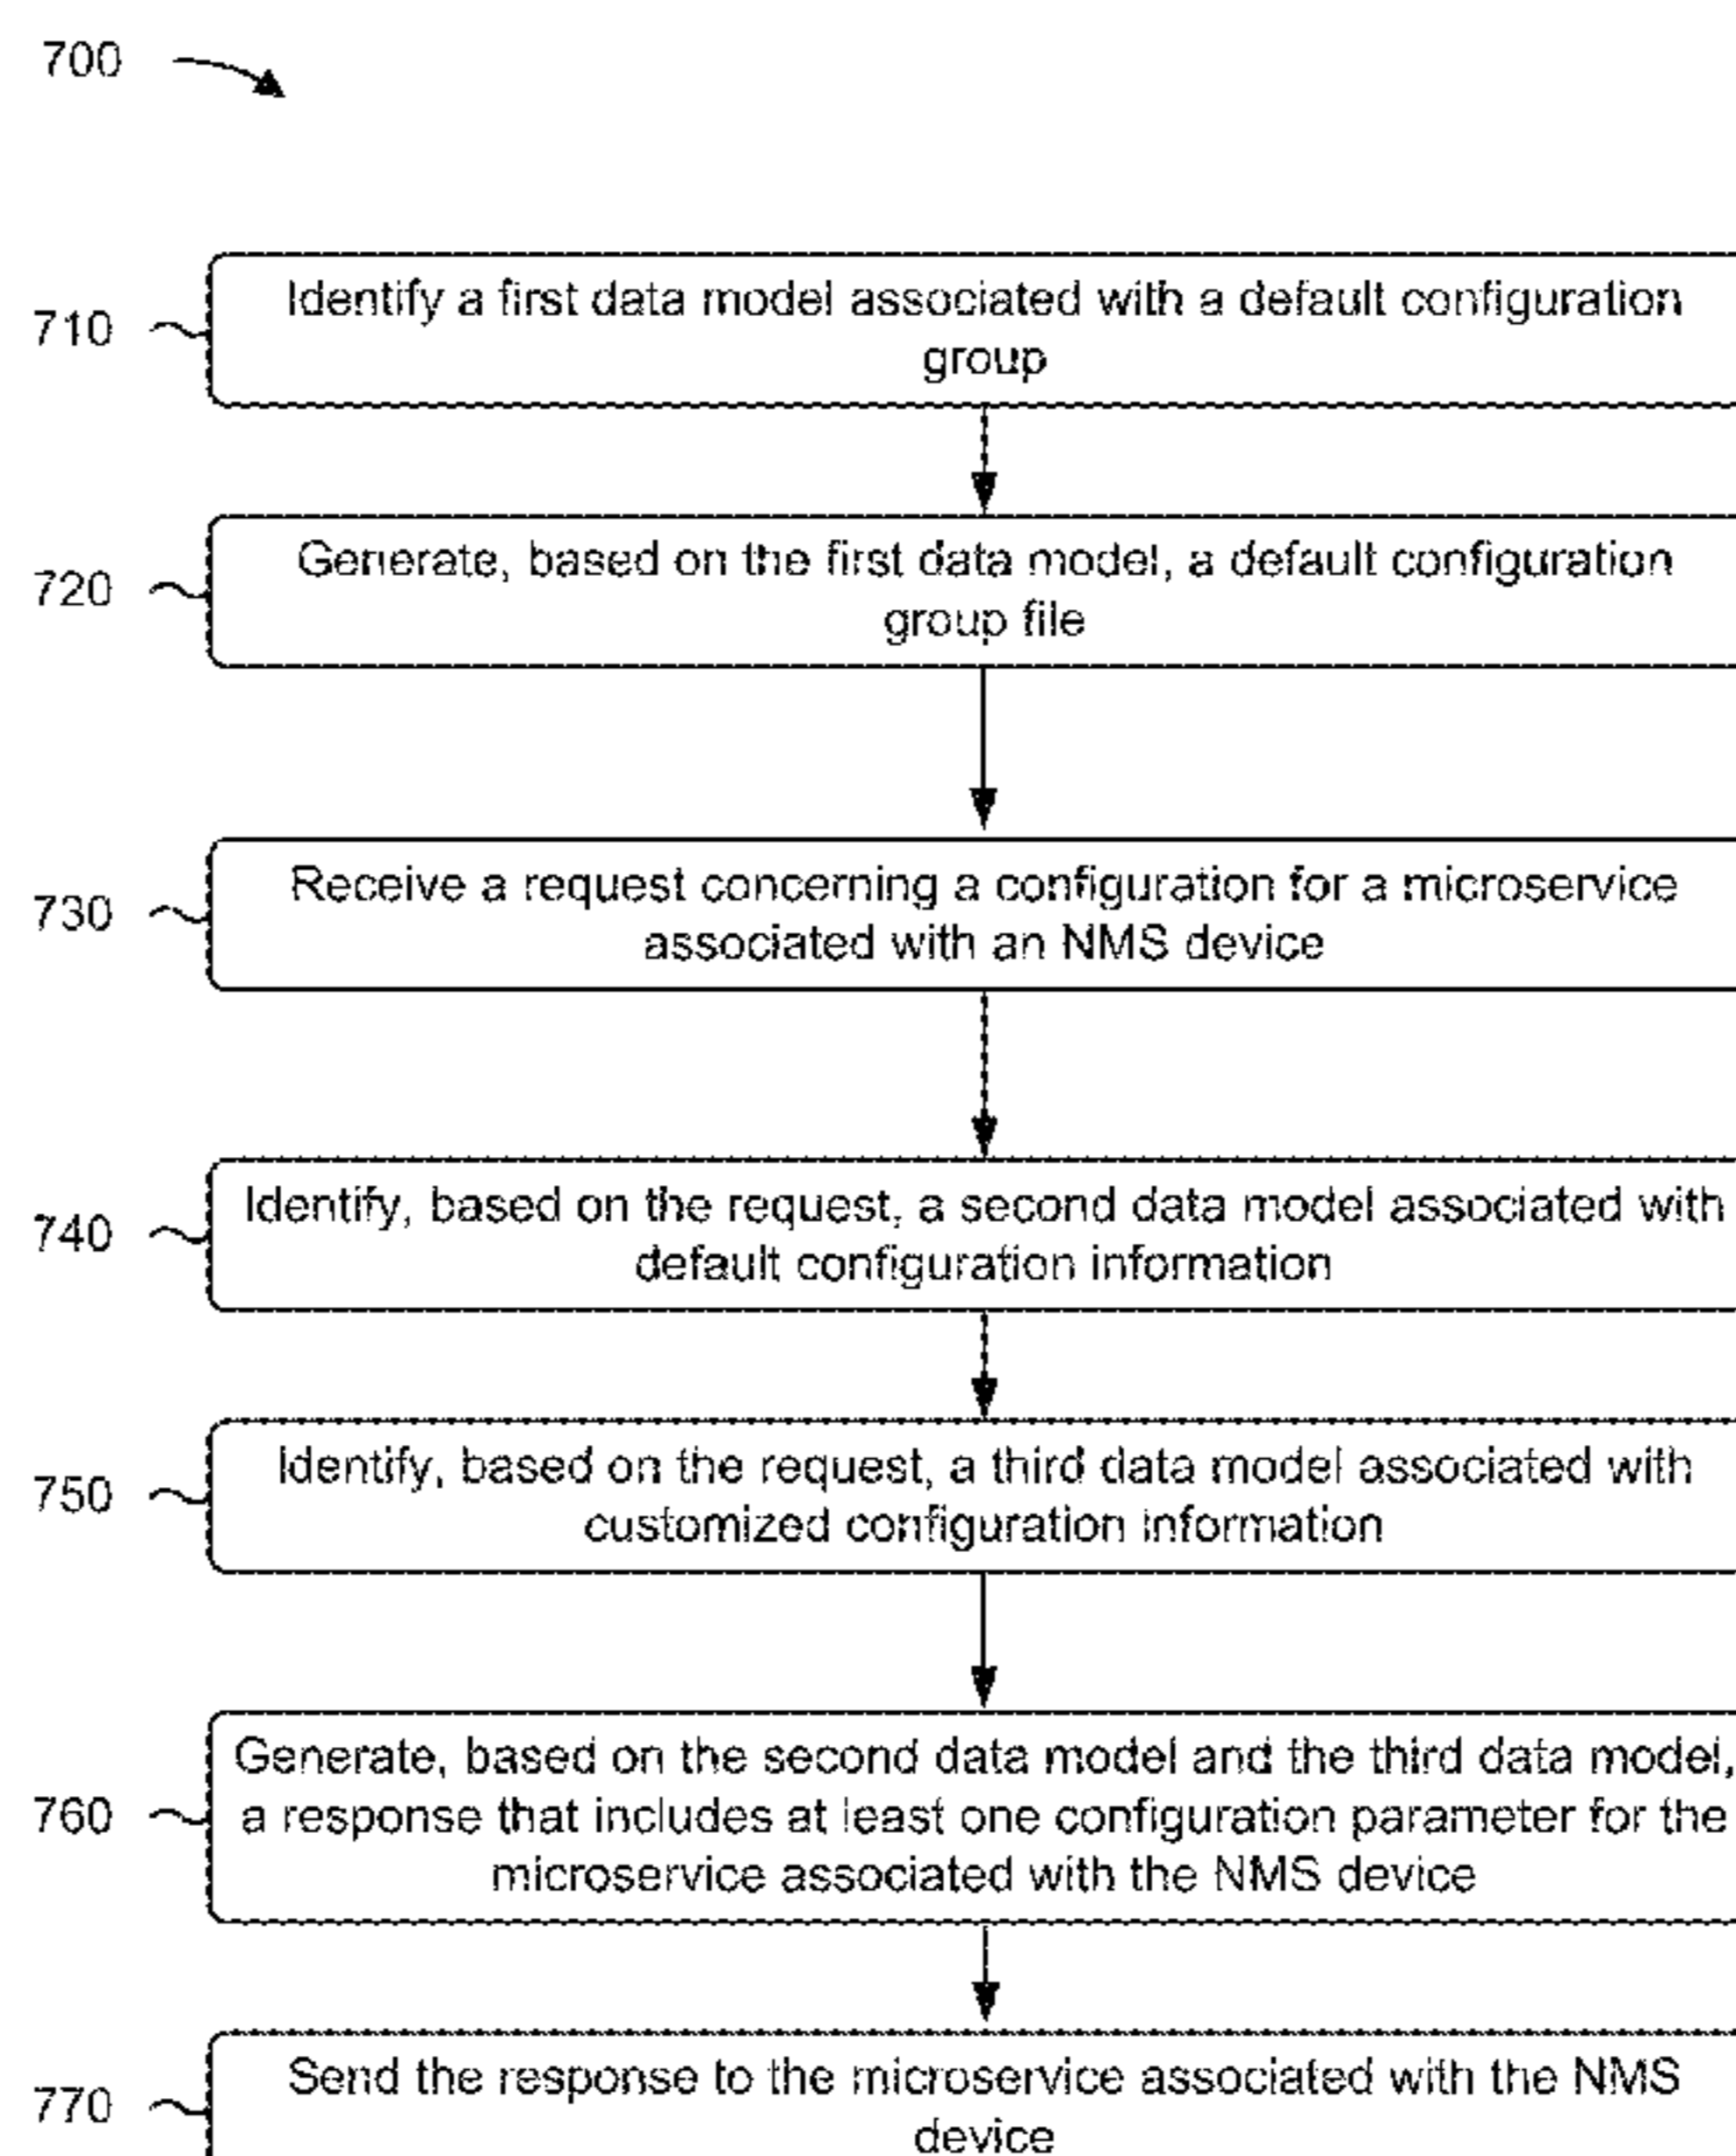 700
710
Identify a first data model associated with a default configuration
group
720
Generate, based on the first data model, a default configuration
group file
730
Receive a request concerning a configuration for a microservice
associated with an NMS device
740
Identify, based on the request, a second data model associated with
default configuration information
750
Identify, based on the request, a third data model associated with
customized configuration information
760
Generate, based on the second data model and the third data model,
a response that includes at least one configuration parameter for the
microservice associated with the NMS device
770
Send the response to the microservice associated with the NMS
device